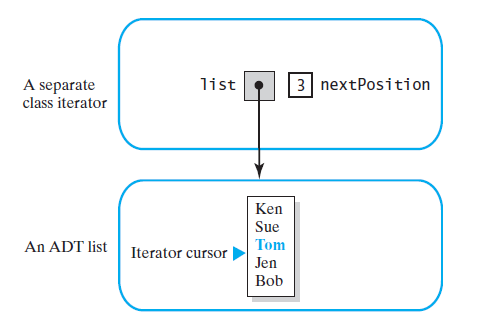 A separate
class iterator
list
3 nextPosition
An ADT list
Iterator cursor
Ken
Sue
Tom
Jen
Bob